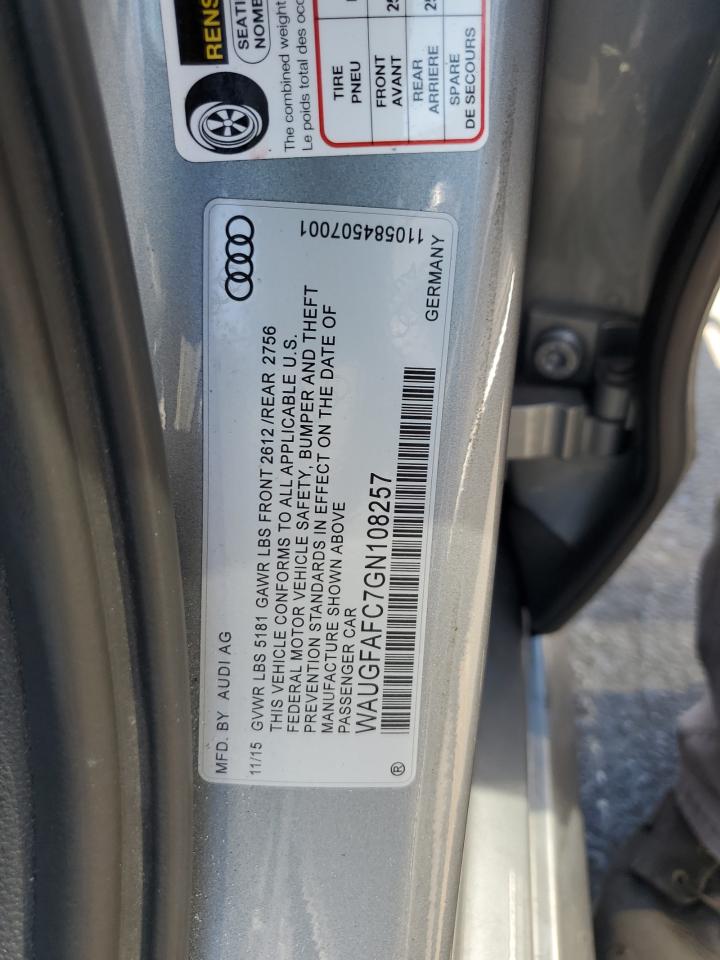 RENS
SEATI
NOMB
The combined weight
Le poids total des occ
TIRE
PNEU
FRONT
AVANT
25
REAR
ARRIERE
25
SPARE
DE SECOURS
MFD. BY AUDI AG
11/15 GVWR LBS 5181 GAWR LBS FRONT 2612/REAR 2756
THIS VEHICLE CONFORMS TO ALL APPLICABLE U.S.
FEDERAL MOTOR VEHICLE SAFETY, BUMPER AND THEFT
PREVENTION STANDARDS IN EFFECT ON THE DATE OF
MANUFACTURE SHOWN ABOVE
PASSENGER CAR
WAUGFAFC7GN108257
®
GERMANY
110584507001